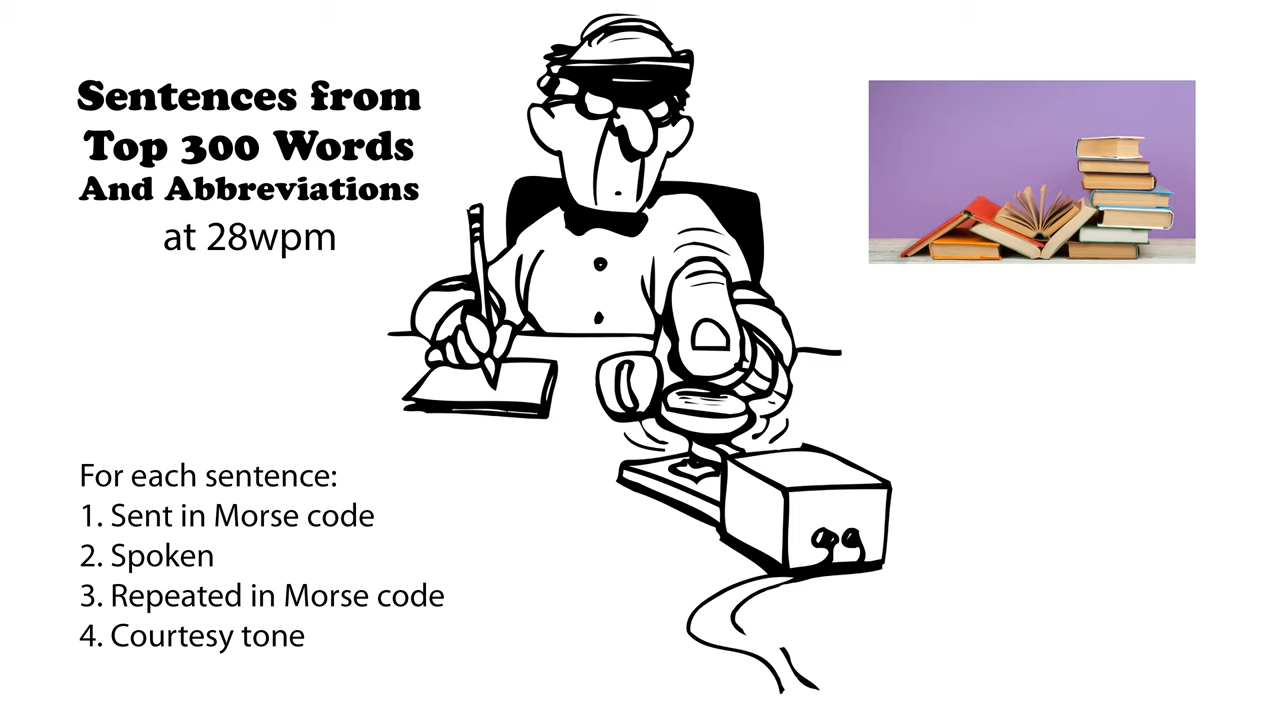 Sentences from
Top 300 Words
And Abbreviations
at 28wpm
For each sentence:
1. Sent in Morse code
2. Spoken
3. Repeated in Morse code
4. Courtesy tone